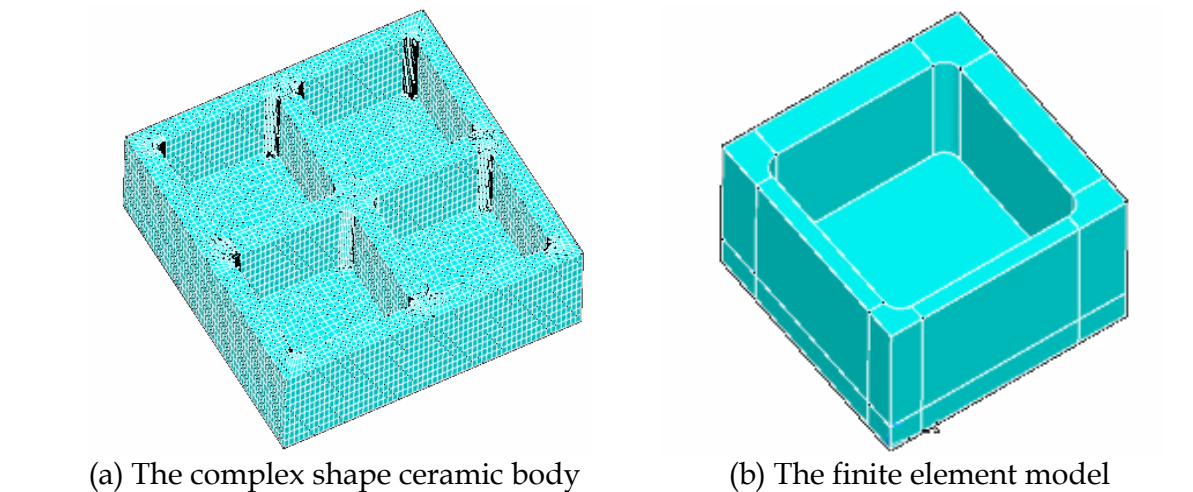 (a) The complex shape ceramic body
(b) The finite element model